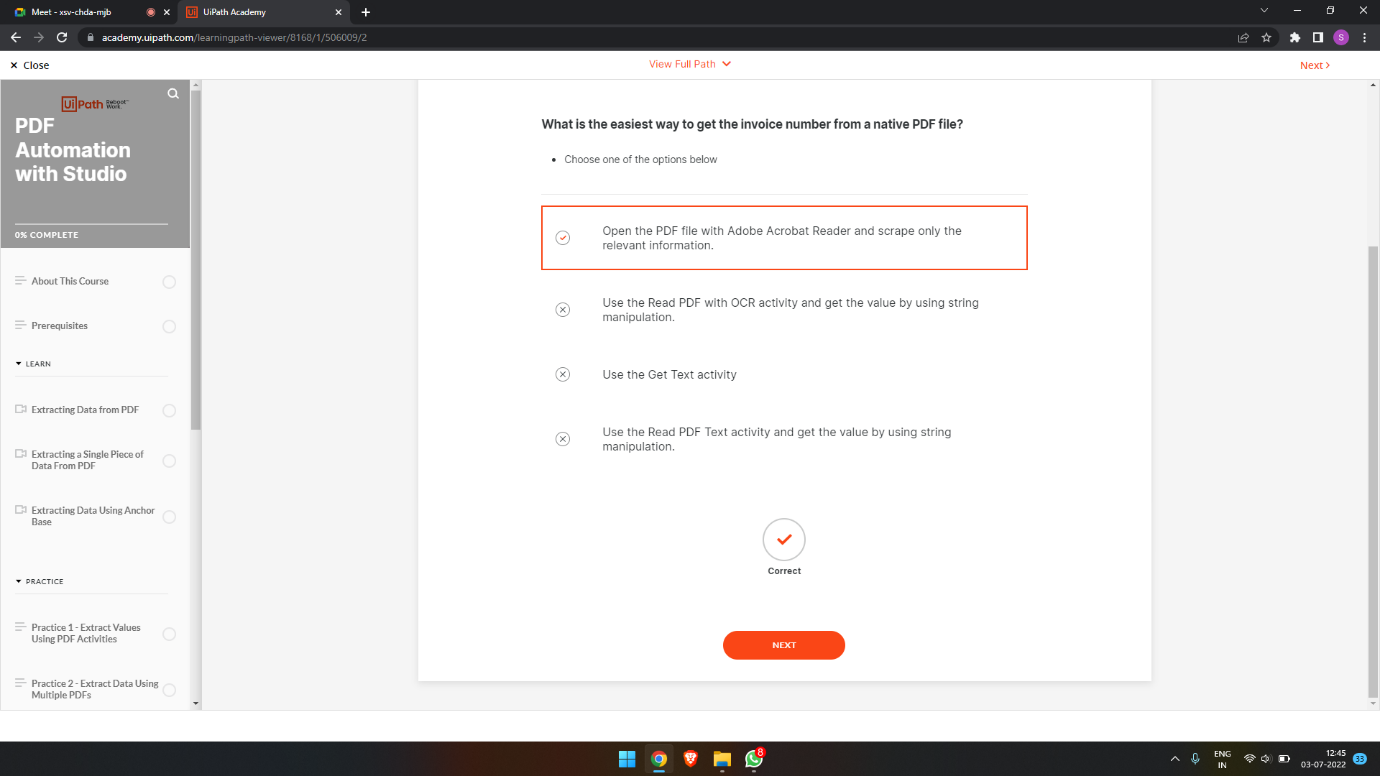 Meet - xsv-chda-mjb
UiPath Academy
academy.uipath.com/learningpath-viewer/8168/1/506009/2
S
Close
View Full Path
Next
UiPath Reboot Work.™
PDF
Automation
with Studio
0% COMPLETE
About This Course
Prerequisites
LEARN
Extracting Data from PDF
Extracting a Single Piece of
Data From PDF
Extracting Data Using Anchor
Base
PRACTICE
Practice 1 - Extract Values
Using PDF Activities
Practice 2 - Extract Data Using
Multiple PDFs
What is the easiest way to get the invoice number from a native PDF file?
• Choose one of the options below
Open the PDF file with Adobe Acrobat Reader and scrape only the
relevant information.
Use the Read PDF with OCR activity and get the value by using string
manipulation.
Use the Get Text activity
Use the Read PDF Text activity and get the value by using string
manipulation.
Correct
NEXT
8
ENG
IN
12:45
03-07-2022
33